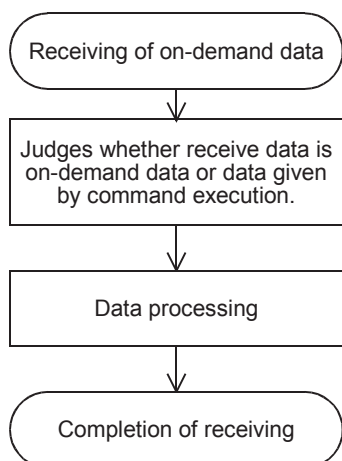 Receiving of on-demand data
Judges whether receive data is
on-demand data or data given
by command execution.
Data processing
Completion of receiving